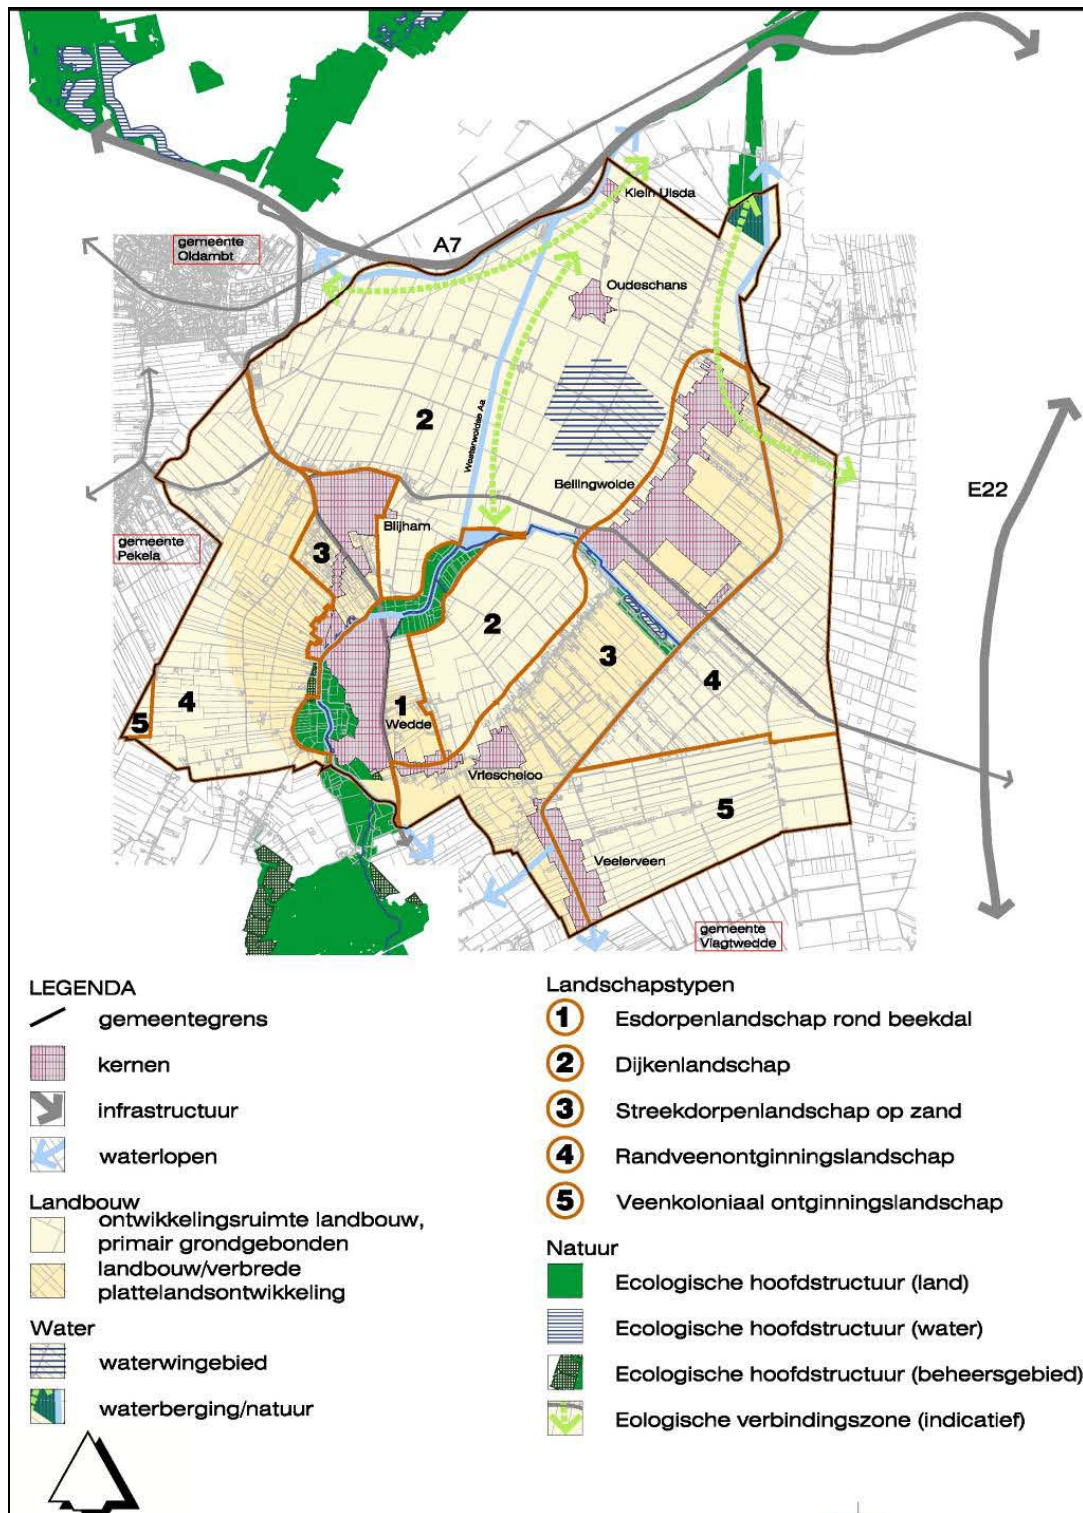 Klein Ulsda
gemeente
Oldambt
A7
Oudeschans
2
Westerwoldse Aa
Bellingwolde
E22
Blijham
gemeente
Pekela
3
2
3
4
4
1
Wedde
5
Vriescheloo
5
Veelerveen
gemeente
Vlagtwedde
LEGENDA
gemeentegrens
kernen
infrastructuur
waterlopen
Landbouw
ontwikkelingsruimte landbouw,
primair grondgebonden
landbouw/verbrede
plattelandsontwikkeling
Water
waterwingebied
waterberging/natuur
Landschapstypen
1 Esdorpenlandschap rond beekdal
2 Dijkenlandschap
3 Streekdorpenlandschap op zand
4 Randveenontginningslandschap
5 Veenkoloniaal ontginningslandschap
Natuur
Ecologische hoofdstructuur (land)
Ecologische hoofdstructuur (water)
Ecologische hoofdstructuur (beheersgebied)
Eologische verbindingszone (indicatief)